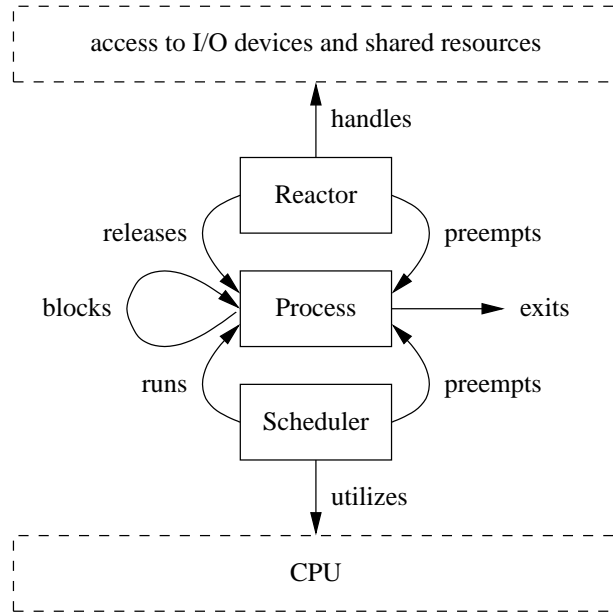 access to I/O devices and shared resources
handles
Reactor
releases
preempts
Process
blocks
exits
runs
preempts
Scheduler
utilizes
CPU